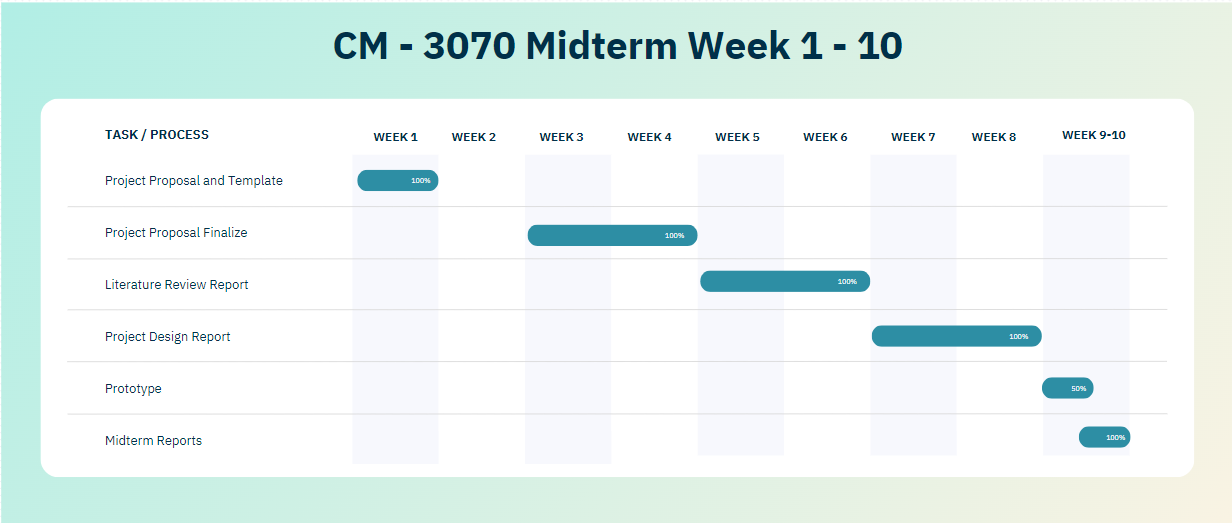 CM - 3070 Midterm Week 1 - 10
TASK / PROCESS WEEK 1 WEEK 2 WEEK 3 WEEK 4 WEEK 5 WEEK 6 WEEK 7 WEEK 8 WEEK 9-10
Project Proposal and Template 100%
Project Proposal Finalize 100%
Literature Review Report 100%
Project Design Report 100%
Prototype 50%
Midterm Reports 100%